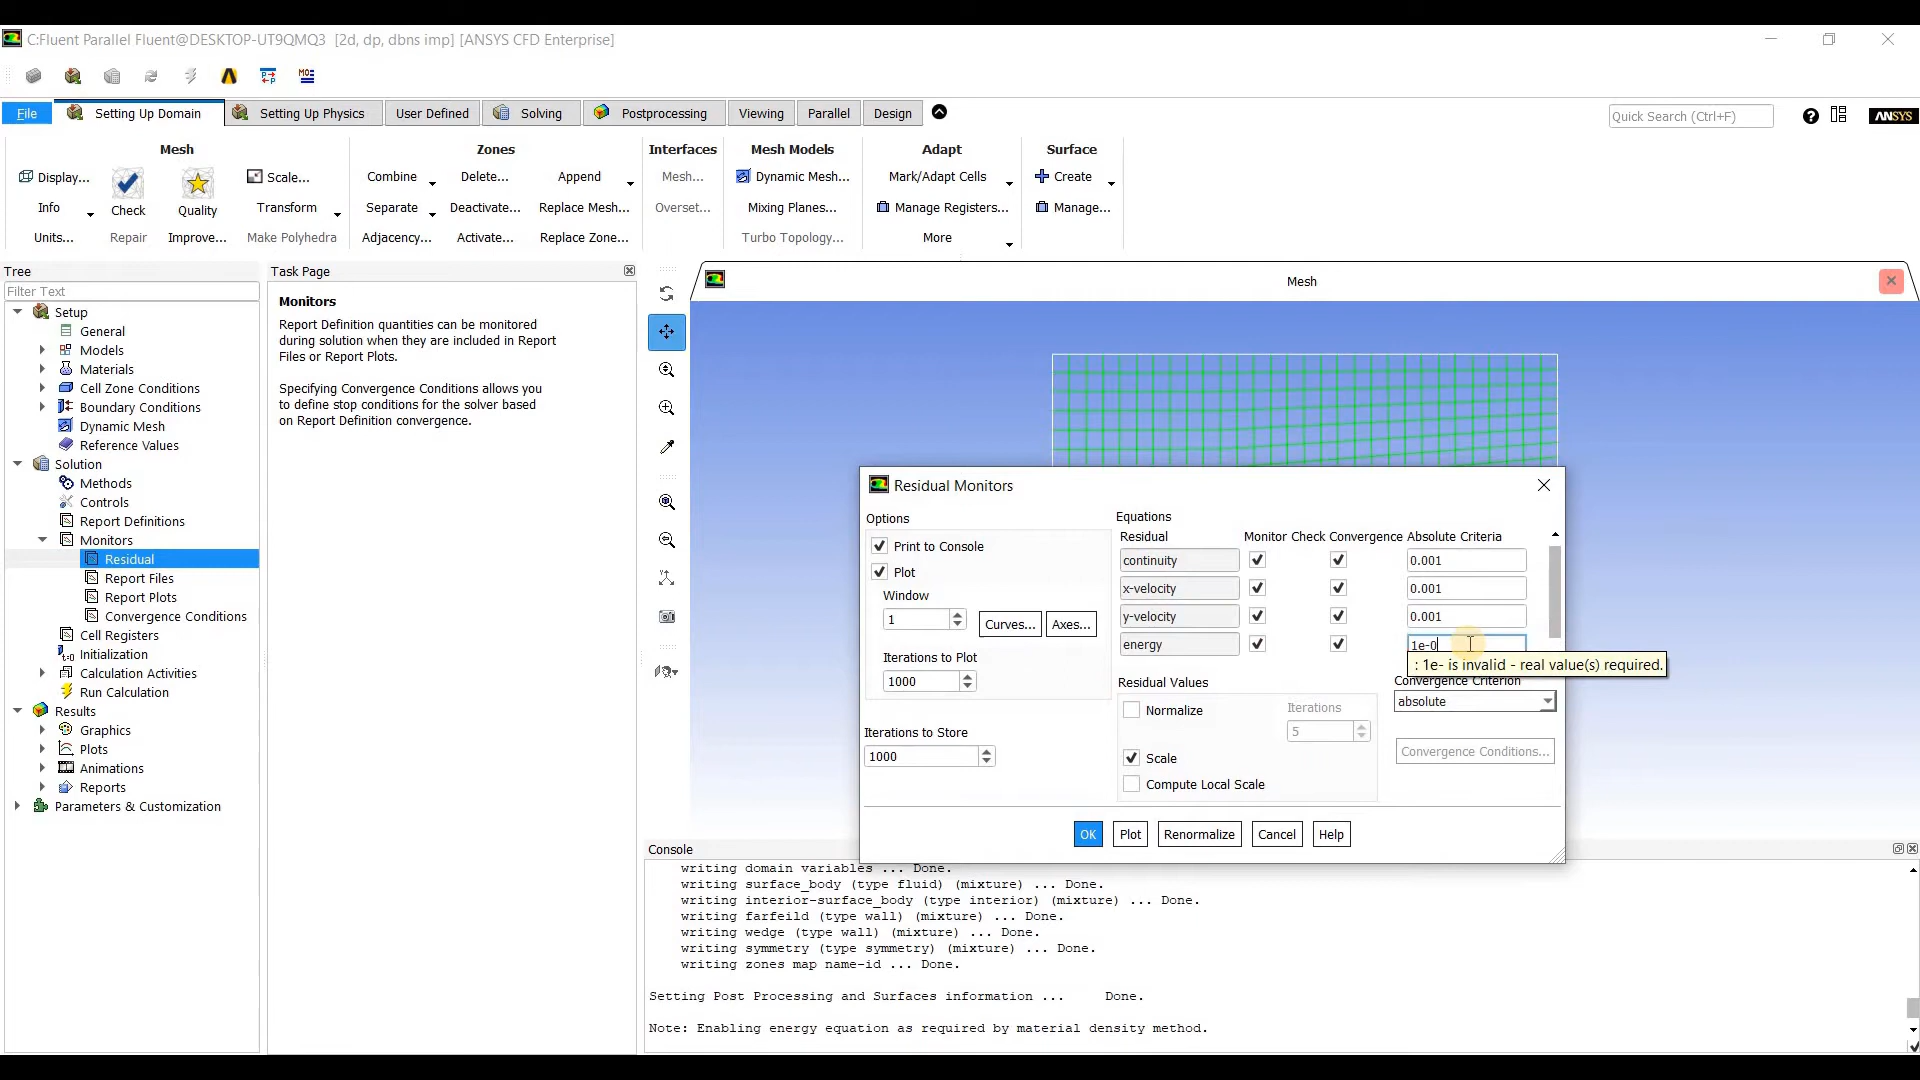 C:Fluent Parallel Fluent@DESKTOP-UT9QMQ3 [2d, dp, dbns imp] [ANSYS CFD Enterprise]
File
Setting Up Domain
Setting Up Physics
User Defined
Solving
Postprocessing
Viewing
Parallel
Design
Quick Search (Ctrl+F)
ANSYS
Mesh
Display...
Info
Units...
Check
Repair
Quality
Improve...
Scale...
Transform
Make Polyhedra
Zones
Combine
Separate
Adjacency...
Delete...
Deactivate...
Activate...
Append
Replace Mesh...
Replace Zone...
Interfaces
Mesh...
Overset...
Mesh Models
Dynamic Mesh...
Mixing Planes...
Turbo Topology...
Adapt
Mark/Adapt Cells
Manage Registers...
More
Surface
Create
Manage...
Tree
Filter Text
Setup
General
Models
Materials
Cell Zone Conditions
Boundary Conditions
Dynamic Mesh
Reference Values
Solution
Methods
Controls
Report Definitions
Monitors
Residual
Report Files
Report Plots
Convergence Conditions
Cell Registers
Initialization
Calculation Activities
Run Calculation
Results
Graphics
Plots
Animations
Reports
Parameters & Customization
Task Page
Monitors
Report Definition quantities can be monitored
during solution when they are included in Report
Files or Report Plots.
Specifying Convergence Conditions allows you
to define stop conditions for the solver based
on Report Definition convergence.
Mesh
Residual Monitors
Options
Print to Console
Plot
Window
1
Curves...
Axes...
Iterations to Plot
1000
Iterations to Store
1000
Equations
Residual Monitor Check Convergence Absolute Criteria
continuity 0.001
x-velocity 0.001
y-velocity 0.001
energy 1e-0
: 1e- is invalid - real value(s) required.
Residual Values
Normalize
Iterations
5
Scale
Compute Local Scale
Convergence Criterion
absolute
Convergence Conditions...
OK
Plot
Renormalize
Cancel
Help
Console
writing domain variables ... Done.
writing surface_body (type fluid) (mixture) ... Done.
writing interior-surface_body (type interior) (mixture) ... Done.
writing farfeild (type wall) (mixture) ... Done.
writing wedge (type wall) (mixture) ... Done.
writing symmetry (type symmetry) (mixture) ... Done.
writing zones map name-id ... Done.
Setting Post Processing and Surfaces information ... Done.
Note: Enabling energy equation as required by material density method.